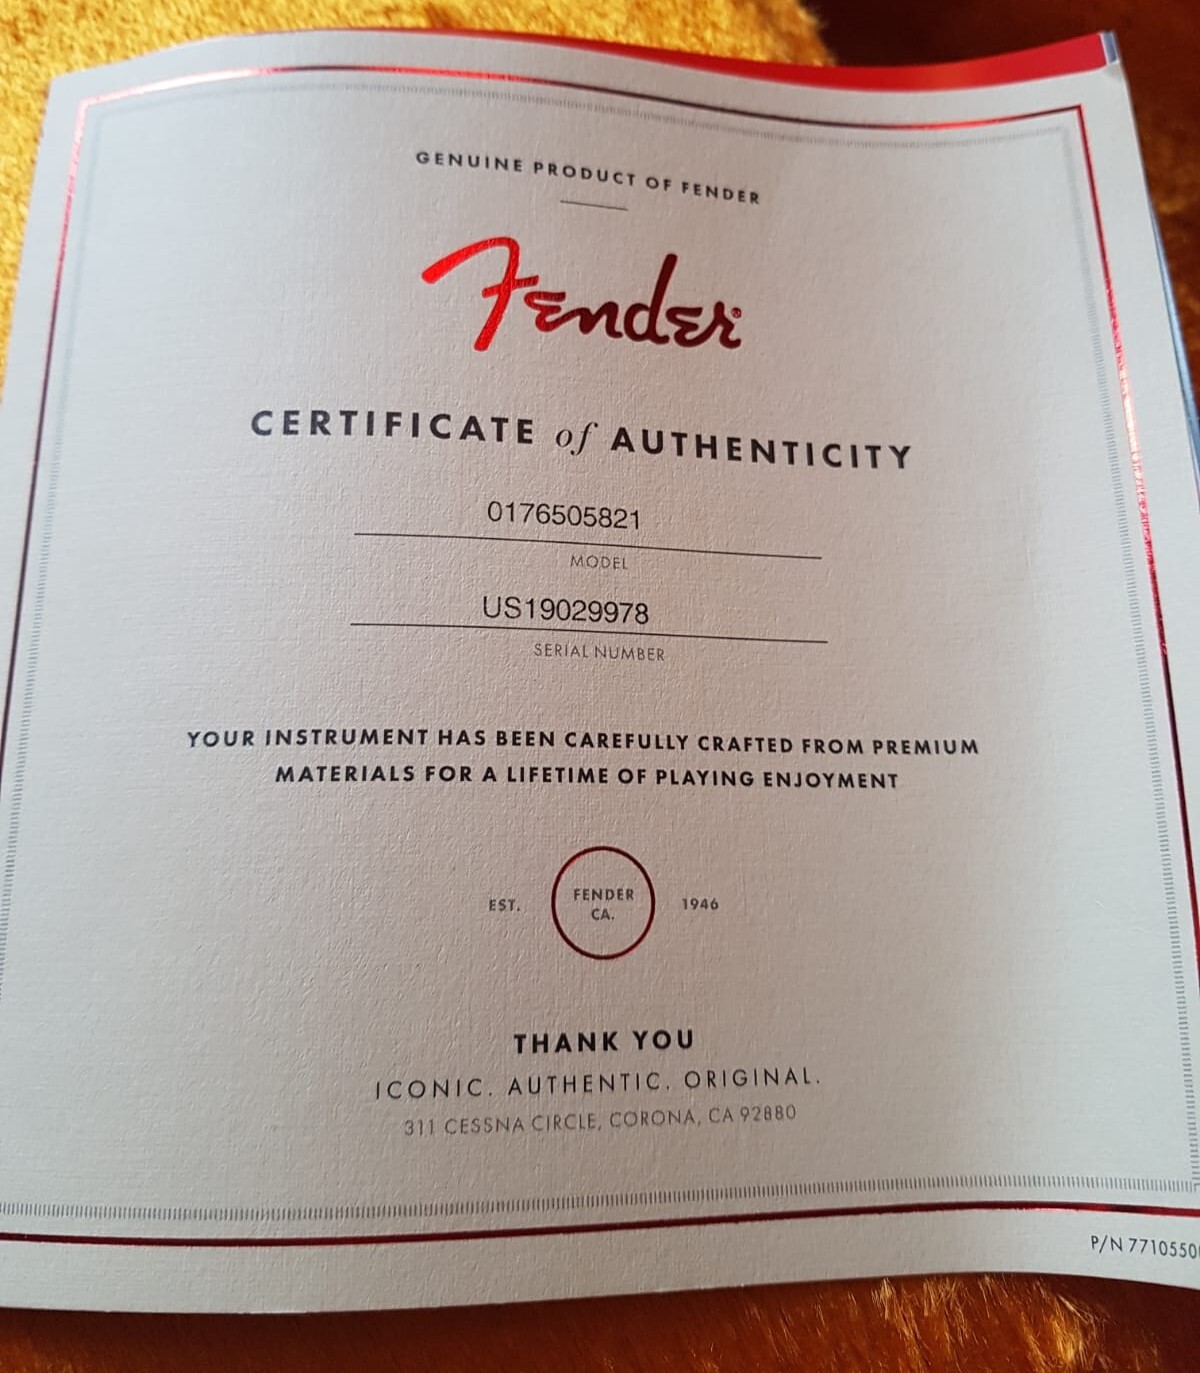 GENUINE PRODUCT OF FENDER
Fender®
CERTIFICATE of AUTHENTICITY
0176505821
MODEL
US19029978
SERIAL NUMBER
YOUR INSTRUMENT HAS BEEN CAREFULLY CRAFTED FROM PREMIUM
MATERIALS FOR A LIFETIME OF PLAYING ENJOYMENT
EST. FENDER CA. 1946
THANK YOU
ICONIC. AUTHENTIC. ORIGINAL.
311 CESSNA CIRCLE, CORONA, CA 92880
P/N